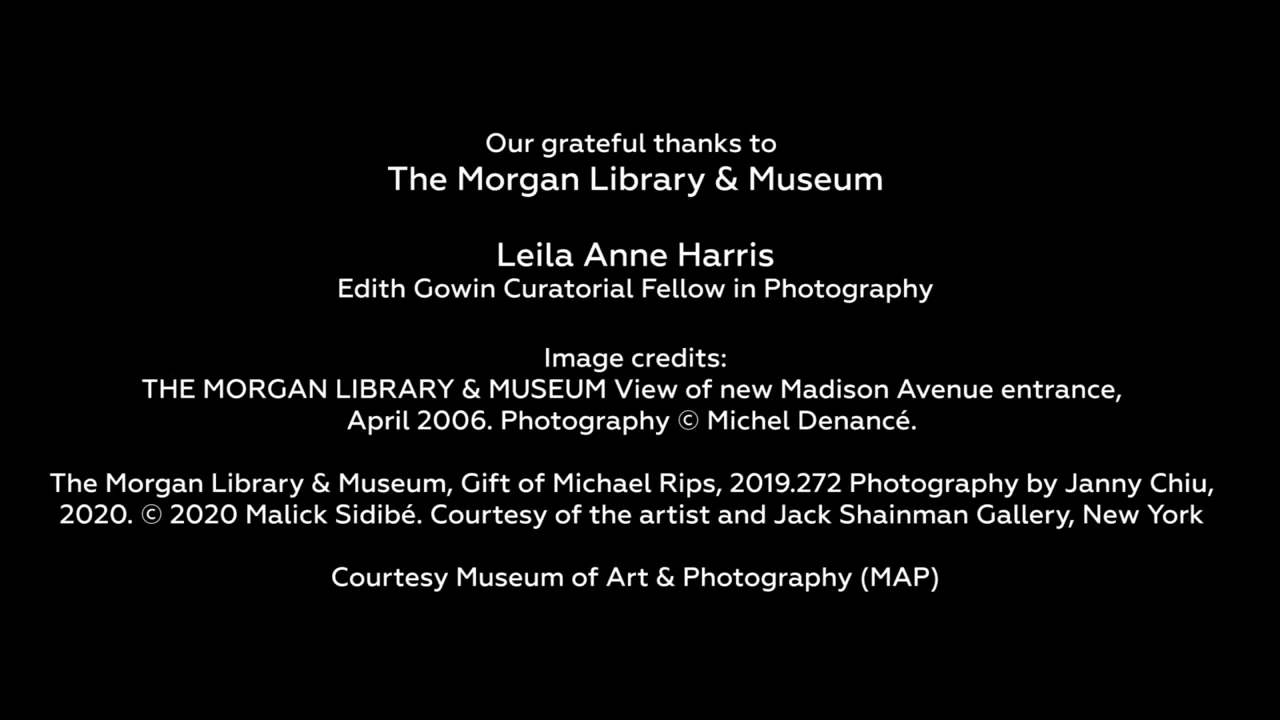 Our grateful thanks to
The Morgan Library & Museum
Leila Anne Harris
Edith Gowin Curatorial Fellow in Photography
Image credits:
THE MORGAN LIBRARY & MUSEUM View of new Madison Avenue entrance,
April 2006. Photography © Michel Denancé.
The Morgan Library & Museum, Gift of Michael Rips, 2019.272 Photography by Janny Chiu,
2020. © 2020 Malick Sidibé. Courtesy of the artist and Jack Shainman Gallery, New York
Courtesy Museum of Art & Photography (MAP)